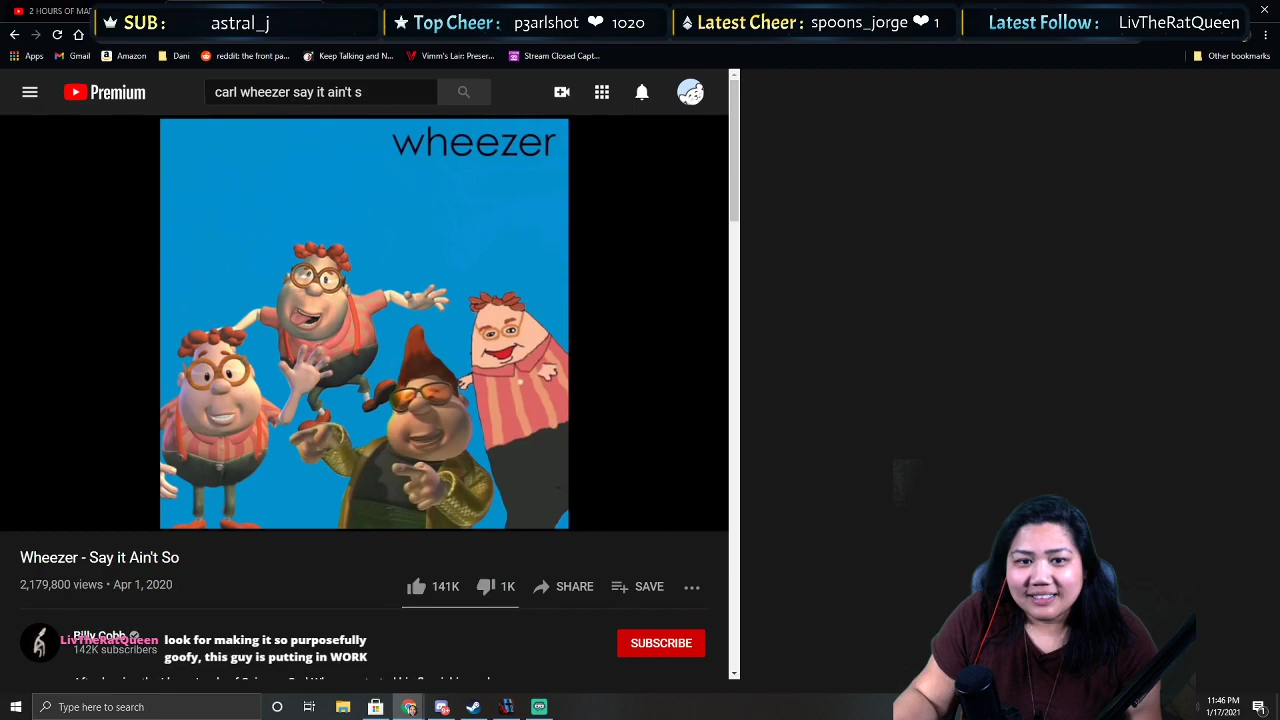 2 HOURS OF MA
SUB: astral_j
Top Cheer: p3arlshot ❤ 1020
Latest Cheer: spoons_jorge ❤ 1
Latest Follow: LivTheRatQueen
Apps Gmail Amazon Dani reddit the front pa... Keep Talking and N... Vimm's Lair: Preser... Stream Closed Capt... Other bookmarks
Premium
carl wheezer say it ain't s
wheezer
Wheezer - Say it Ain't So
2,179,800 views • Apr 1, 2020
141K 1K SHARE SAVE
Billy Cobb
142K subscribers
LivTheRatQueen look for making it so purposefully
goofy, this guy is putting in WORK
SUBSCRIBE
Type here to search
11:46 PM
1/17/2021